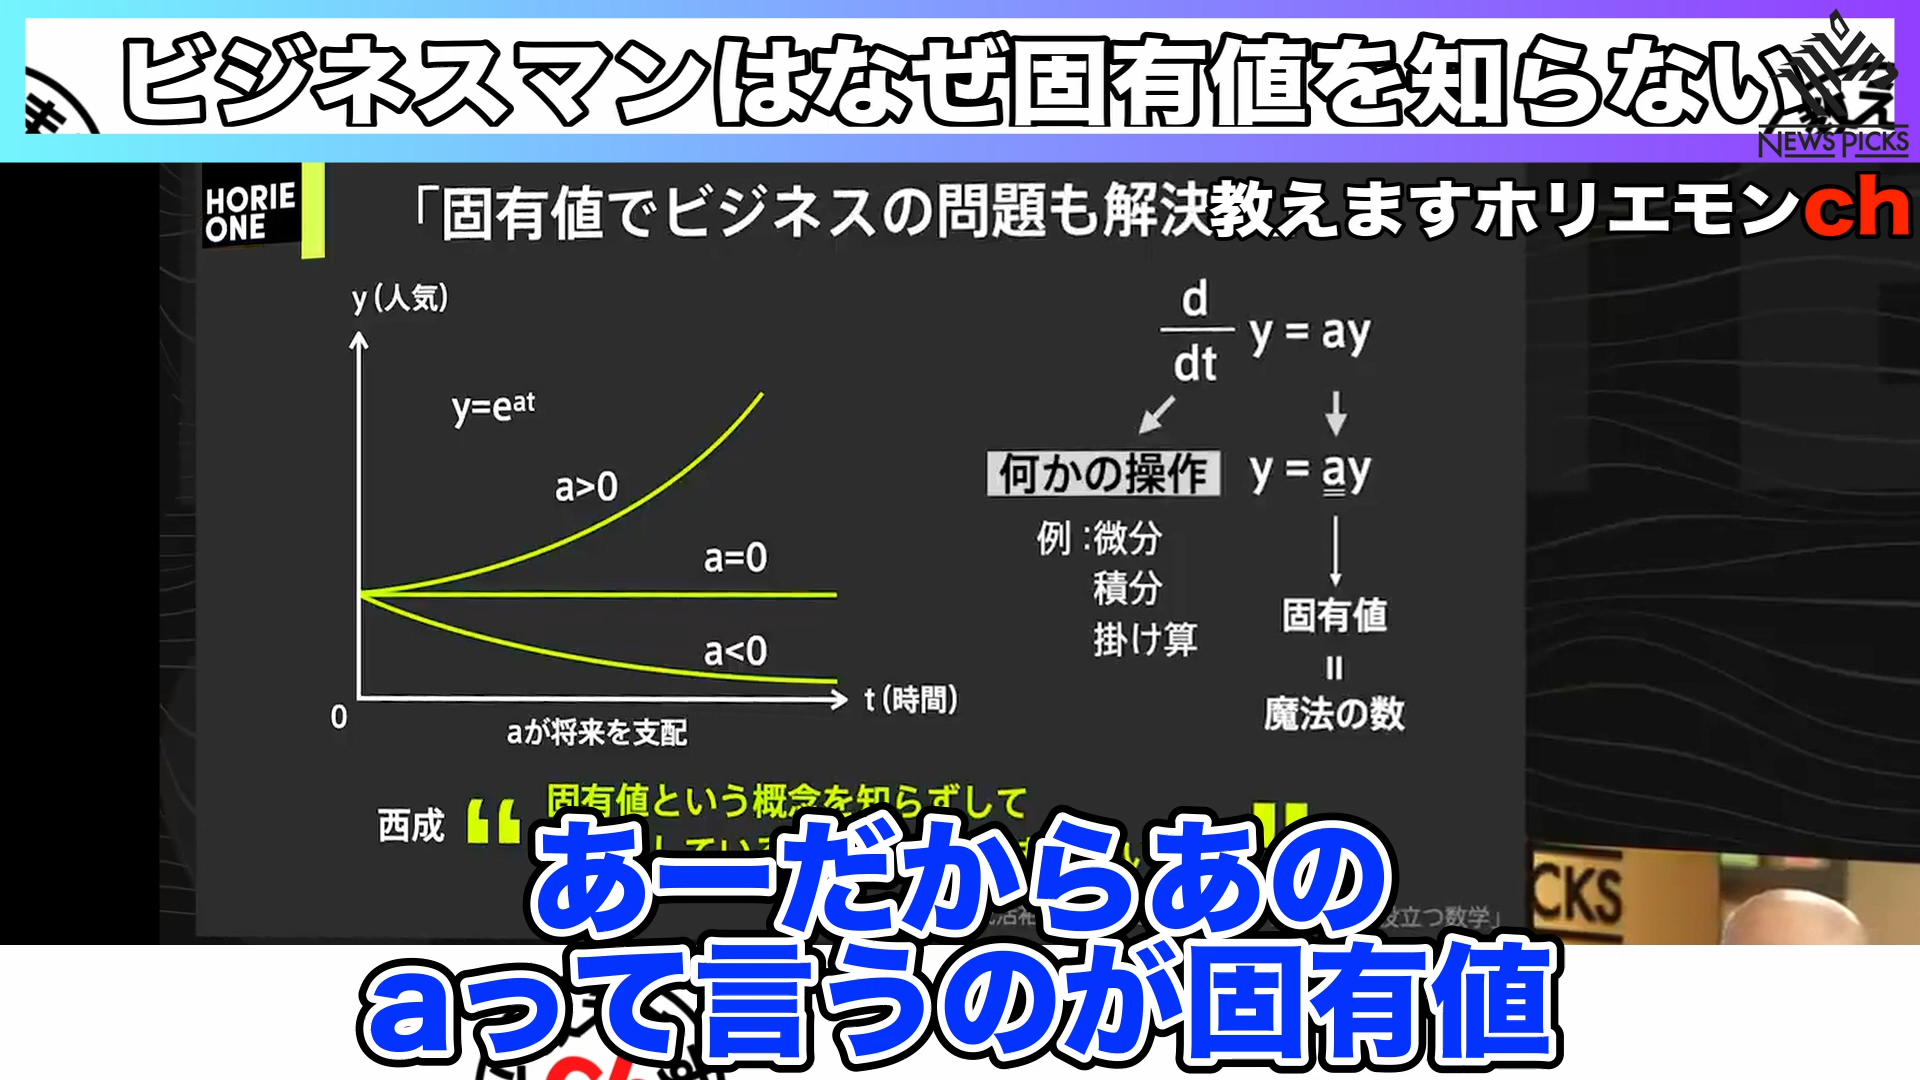 ビジネスマンはなぜ固有値を知らない
NEWS PICKS
HORIE
ONE
「固有値でビジネスの問題も解決
教えますホリエモンch
y(人気)
y=eat
a>0
a=0
a<0
0
t(時間)
aが将来を支配
d
dt
y = ay
何かの操作
y = ay
例:微分
積分
掛け算
固有値
=
魔法の数
西成
“
固有値という概念を知らずして
している
”
CKS
役立つ数学」
あーだからあの
aって言うのが固有値